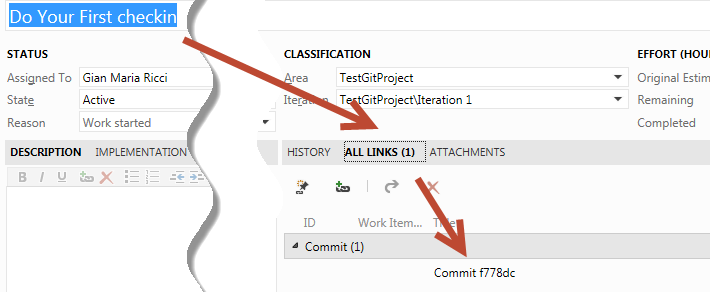 Do Your First checkin
STATUS
Assigned To Gian Maria Ricci
State Active
Reason Work started
CLASSIFICATION
Area TestGitProject
Iteration TestGitProject\Iteration 1
EFFORT (HOU
Original Estim
Remaining
Completed
DESCRIPTION IMPLEMENTATION
B I U
HISTORY ALL LINKS (1) ATTACHMENTS
ID Work Item... Title
Commit (1)
Commit f778dc